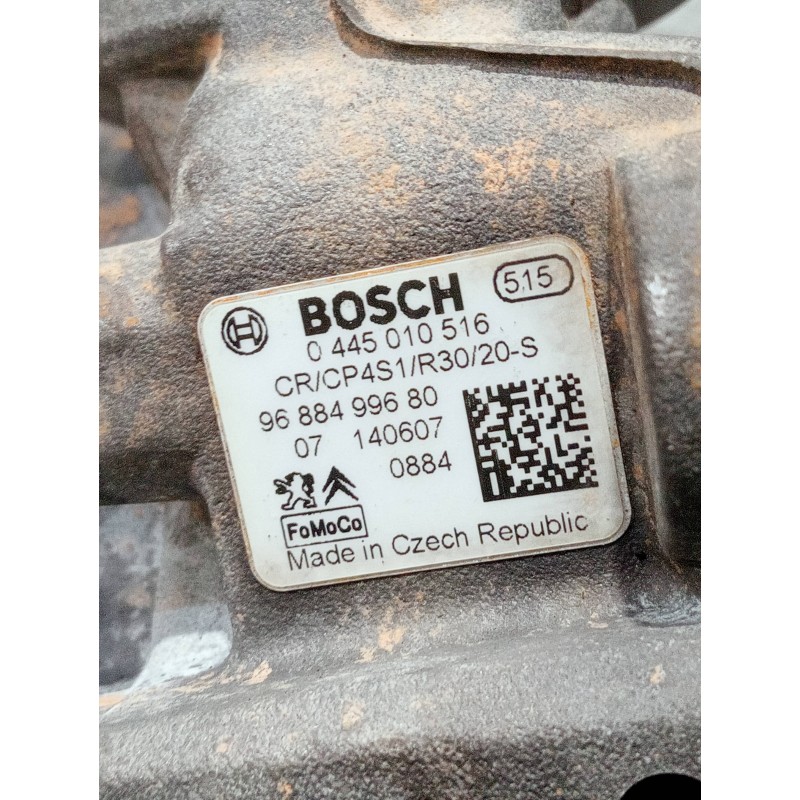 BOSCH 515
0 445 010 516
CR/CP4S1/R30/20-S
96 884 996 80
07 140607
0884
FoMoCo
Made in Czech Republic